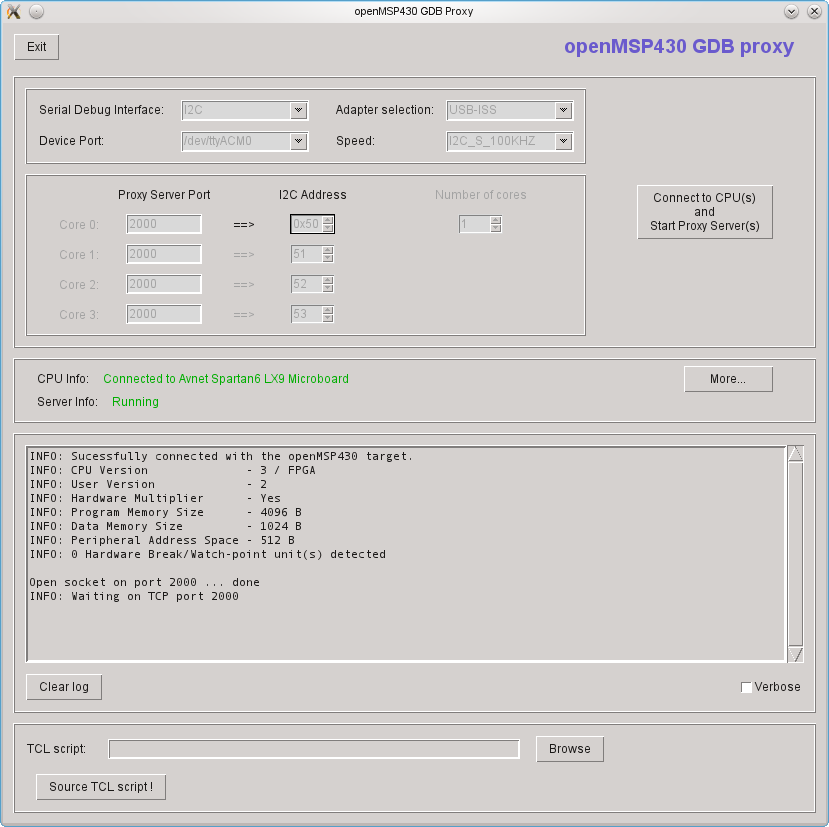 openMSP430 GDB Proxy
Exit
openMSP430 GDB proxy
Serial Debug Interface: I2C Adapter selection: USB-ISS
Device Port: /dev/ttyACM0 Speed: I2C_S_100KHZ
Proxy Server Port I2C Address Number of cores
Core 0: 2000 ==> 0x50 1
Core 1: 2000 ==> 51
Core 2: 2000 ==> 52
Core 3: 2000 ==> 53
Connect to CPU(s)
and
Start Proxy Server(s)
CPU Info: Connected to Avnet Spartan6 LX9 Microboard
More...
Server Info: Running
INFO: Sucessfully connected with the openMSP430 target.
INFO: CPU Version - 3 / FPGA
INFO: User Version - 2
INFO: Hardware Multiplier - Yes
INFO: Program Memory Size - 4096 B
INFO: Data Memory Size - 1024 B
INFO: Peripheral Address Space - 512 B
INFO: 0 Hardware Break/Watch-point unit(s) detected
Open socket on port 2000 ... done
INFO: Waiting on TCP port 2000
Clear log
Verbose
TCL script:
Browse
Source TCL script !